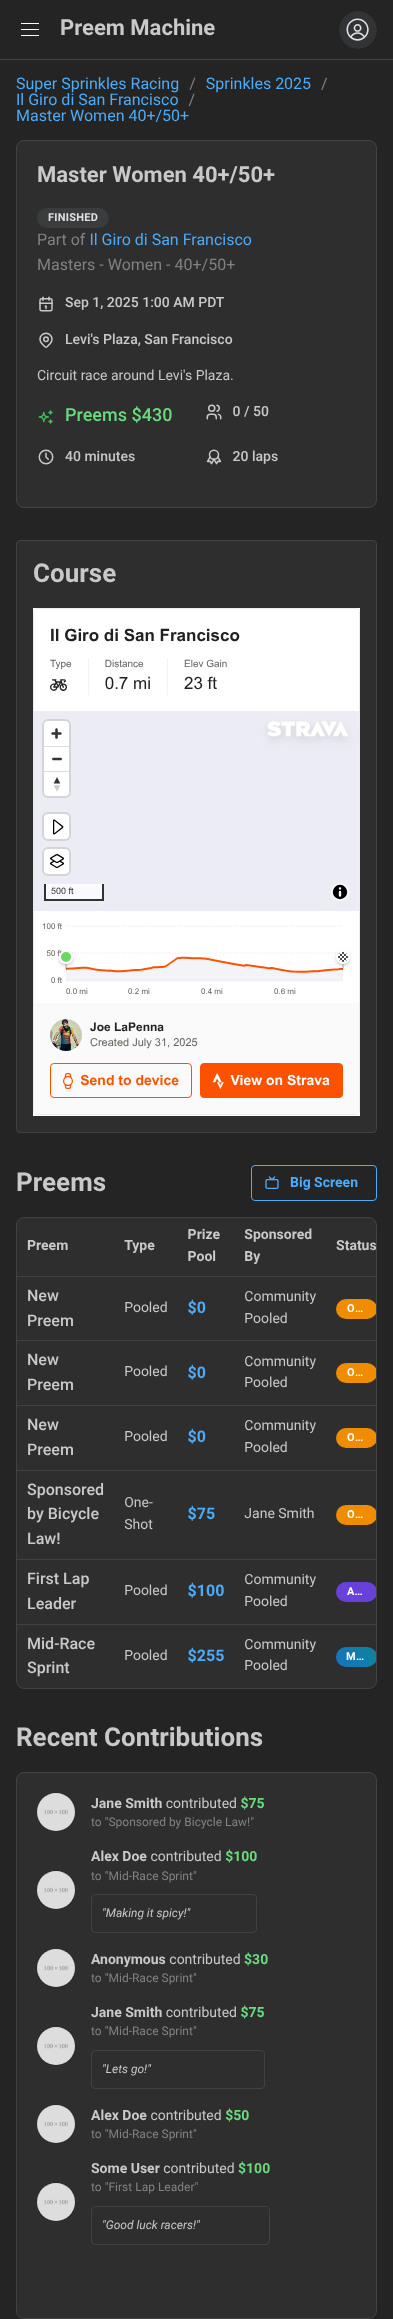 Preem Machine
Super Sprinkles Racing / Sprinkles 2025 /
Il Giro di San Francisco /
Master Women 40+/50+
Master Women 40+/50+
FINISHED
Part of Il Giro di San Francisco
Masters - Women - 40+/50+
Sep 1, 2025 1:00 AM PDT
Levi's Plaza, San Francisco
Circuit race around Levi's Plaza.
Preems $430
0 / 50
40 minutes
20 laps
Course
Il Giro di San Francisco
Type Distance Elev Gain
0.7 mi 23 ft
STRAVA
500 ft
100 ft
50 ft
0 ft
0.0 mi 0.2 mi 0.4 mi 0.6 mi
Joe LaPenna
Created July 31, 2025
Send to device
View on Strava
Preems
Big Screen
Preem Type Prize Pool Sponsored By Status
New Preem Pooled $0 Community Pooled O...
New Preem Pooled $0 Community Pooled O...
New Preem Pooled $0 Community Pooled O...
Sponsored by Bicycle Law! One-Shot $75 Jane Smith O...
First Lap Leader Pooled $100 Community Pooled A...
Mid-Race Sprint Pooled $255 Community Pooled M...
Recent Contributions
100 × 100
Jane Smith contributed $75
to "Sponsored by Bicycle Law!"
100 × 100
Alex Doe contributed $100
to "Mid-Race Sprint"
"Making it spicy!"
100 × 100
Anonymous contributed $30
to "Mid-Race Sprint"
100 × 100
Jane Smith contributed $75
to "Mid-Race Sprint"
"Lets go!"
100 × 100
Alex Doe contributed $50
to "Mid-Race Sprint"
100 × 100
Some User contributed $100
to "First Lap Leader"
"Good luck racers!"